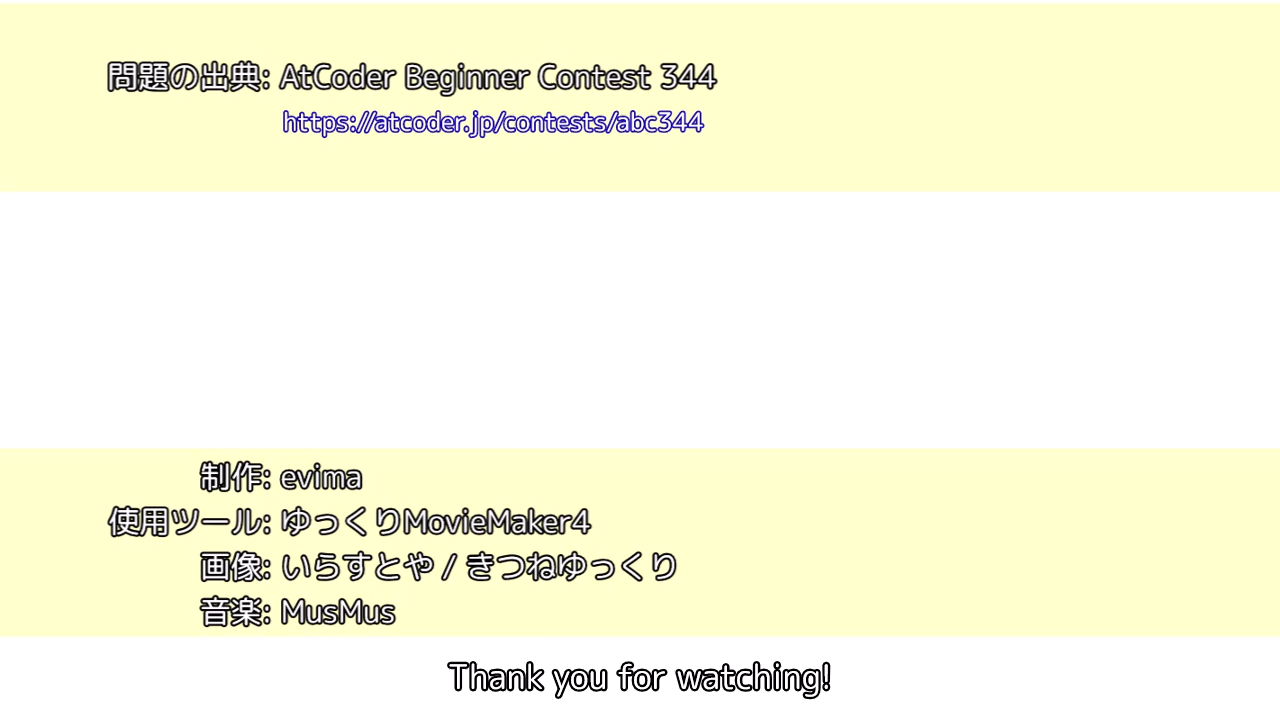 問題の出典: AtCoder Beginner Contest 344
https://atcoder.jp/contests/abc344
制作: evima
使用ツール: ゆっくりMovieMaker4
画像: いらすとや / きつねゆっくり
音楽: MusMus
Thank you for watching!